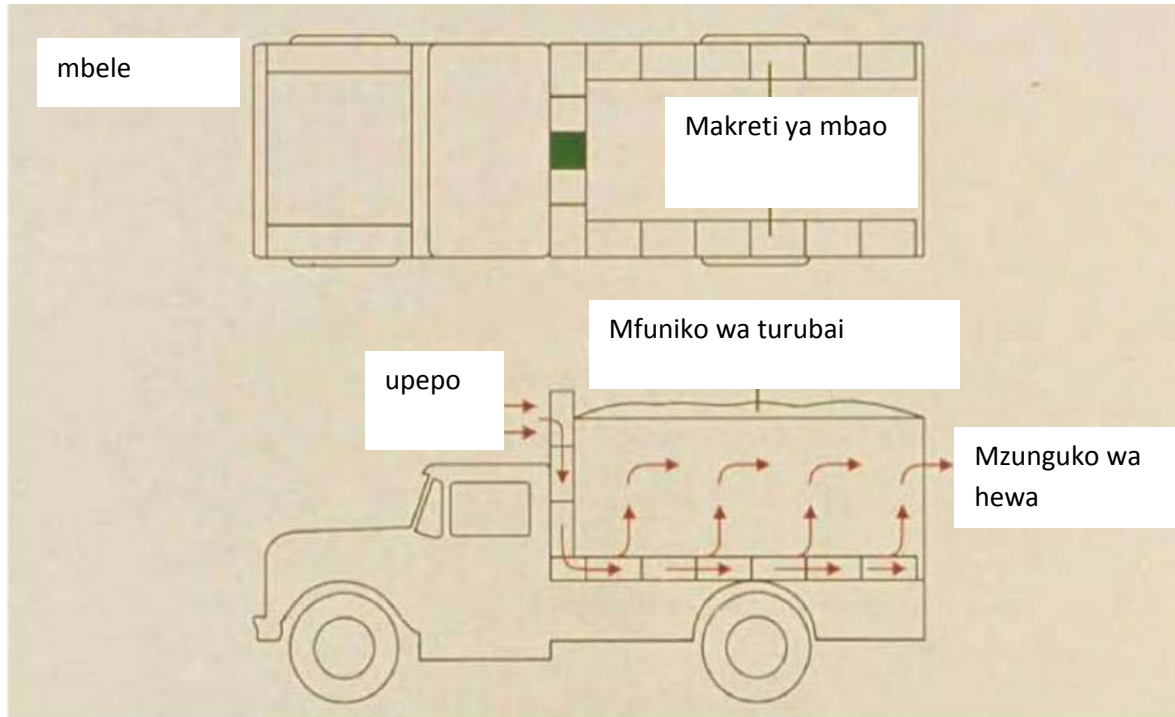 mbele
Makreti ya mbao
Mfuniko wa turubai
upepo
Mzunguko wa
hewa